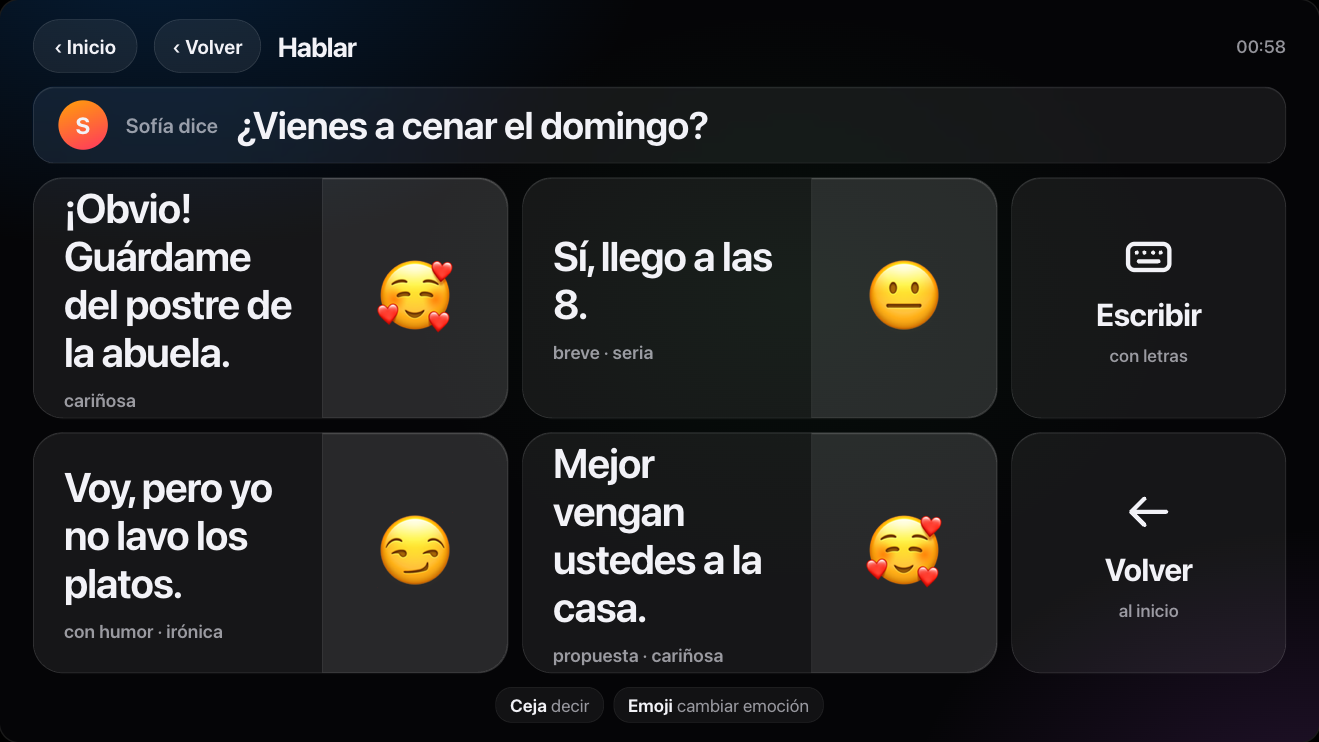 ‹ Inicio
‹ Volver
Hablar
00:58
S
Sofía dice
¿Vienes a cenar el domingo?
¡Obvio!
Guárdame
del postre de
la abuela.
cariñosa
Sí, llego a las
8.
breve · seria
Escribir
con letras
Voy, pero yo
no lavo los
platos.
con humor · irónica
Mejor
vengan
ustedes a la
casa.
propuesta · cariñosa
Volver
al inicio
Ceja decir
Emoji cambiar emoción